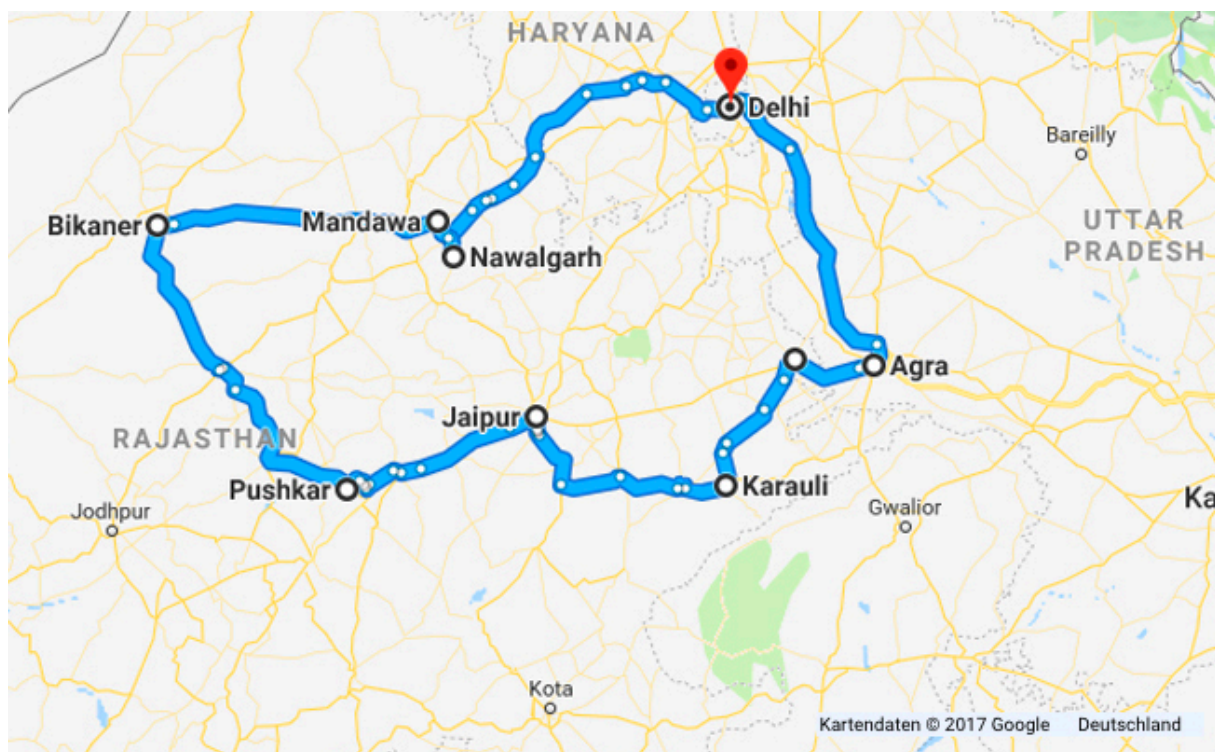 HARYANA
Delhi
Bareilly
UTTAR
PRADESH
Bikaner
Mandawa
Nawalgarh
Agra
Jaipur
RAJASTHAN
Pushkar
Karauli
Ka
Jodhpur
Gwalior
Kota
Kartendaten © 2017 Google Deutschland